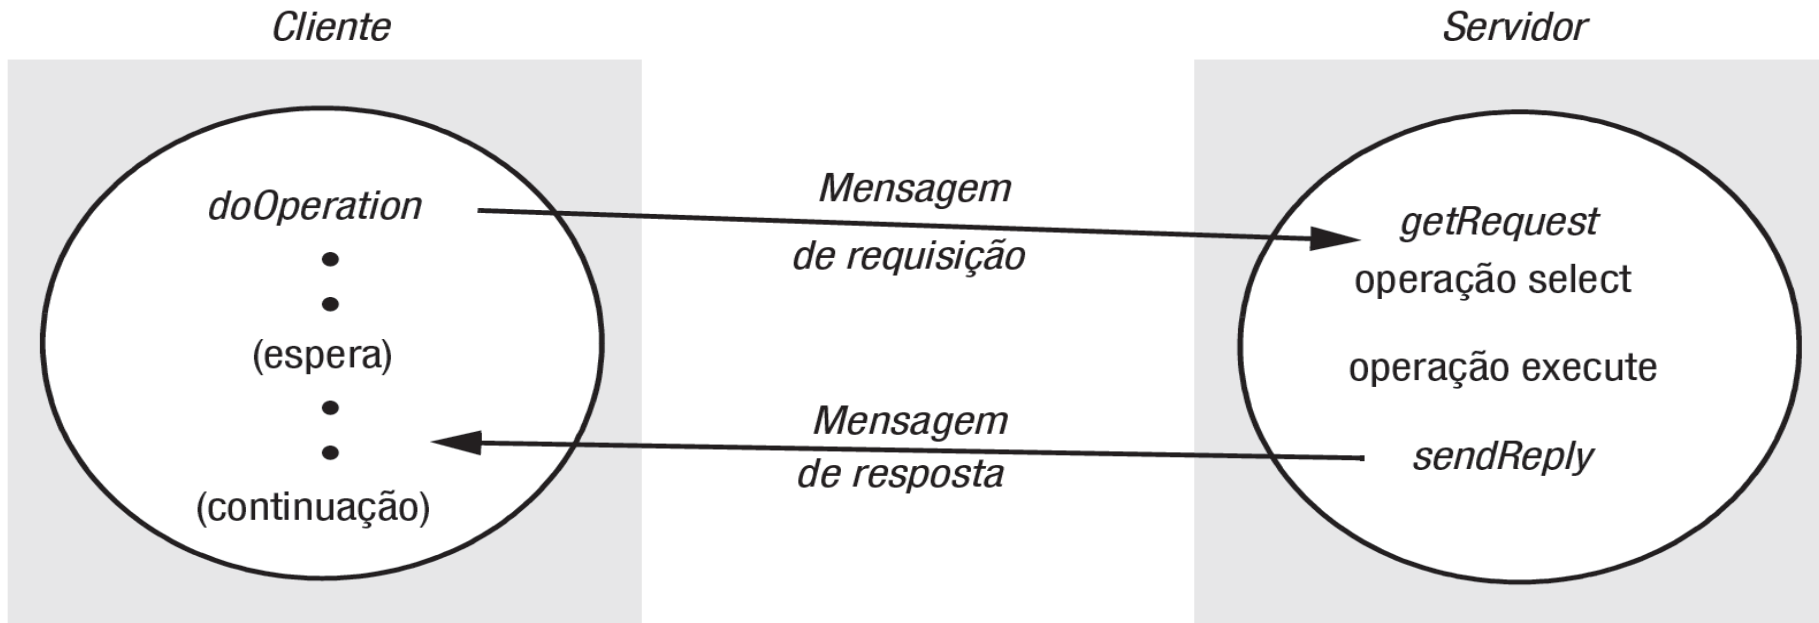 Cliente
Servidor
doOperation
Mensagem
de requisição
getRequest
operação select
(espera)
operação execute
Mensagem
de resposta
sendReply
(continuação)